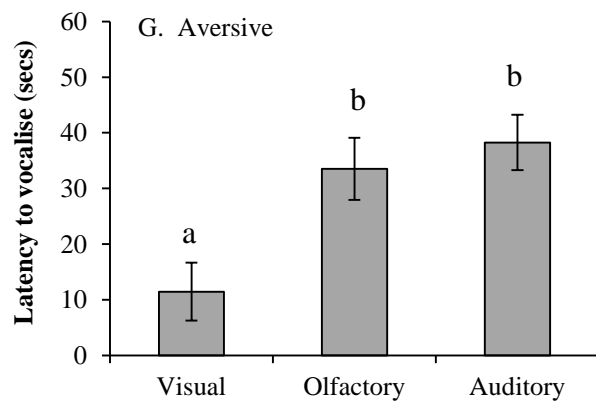 G. Aversive
Latency to vocalise (secs)
60
50
40
30
20
10
0
a
b
b
Visual
Olfactory
Auditory